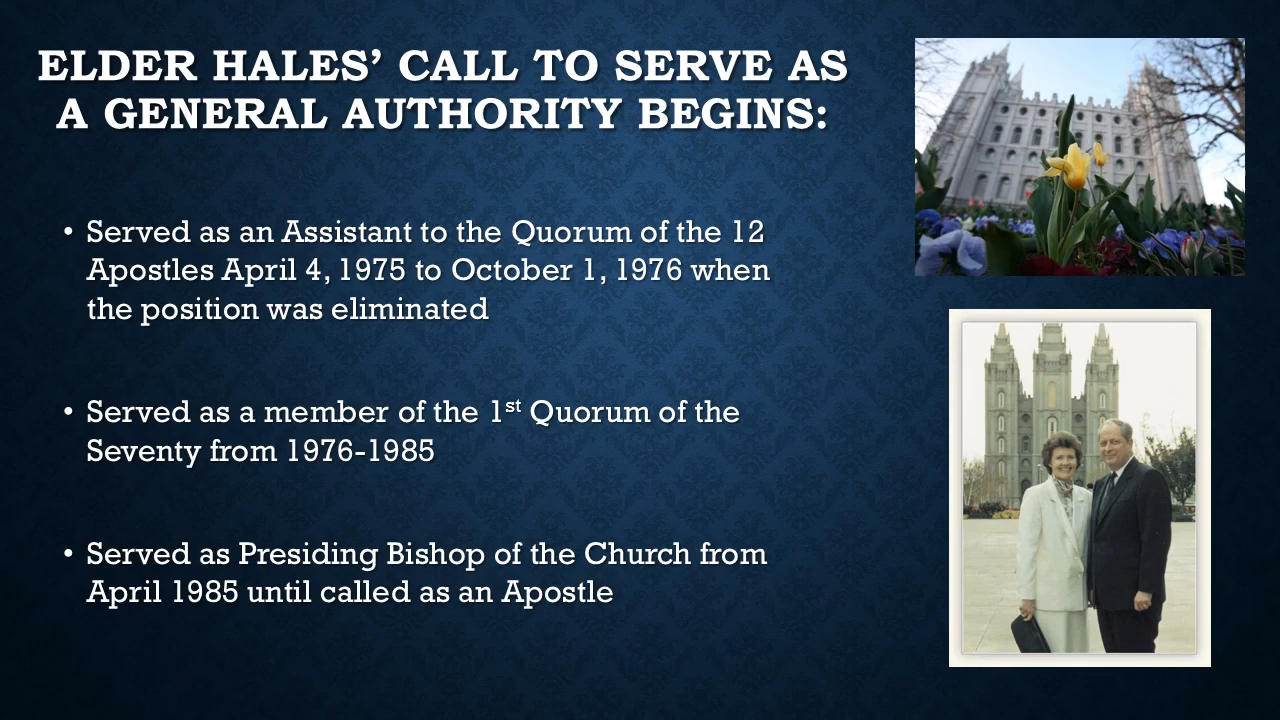 ELDER HALES’ CALL TO SERVE AS
A GENERAL AUTHORITY BEGINS:
• Served as an Assistant to the Quorum of the 12
Apostles April 4, 1975 to October 1, 1976 when
the position was eliminated
• Served as a member of the 1st Quorum of the
Seventy from 1976-1985
• Served as Presiding Bishop of the Church from
April 1985 until called as an Apostle